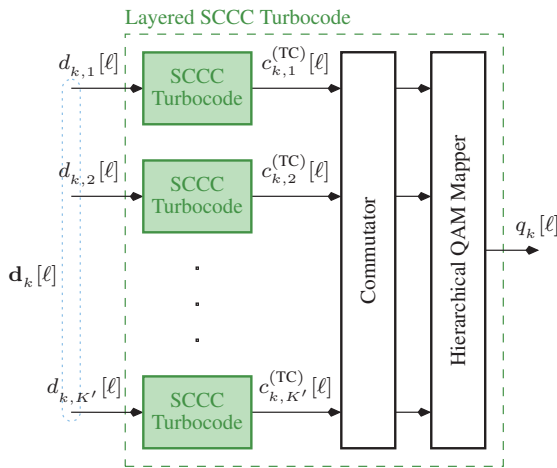 Layered SCCC Turbocode
d_{k,1}[ℓ]
SCCC
Turbocode
c_{k,1}^{(TC)}[ℓ]
d_{k,2}[ℓ]
SCCC
Turbocode
c_{k,2}^{(TC)}[ℓ]
𝐝_k[ℓ]
Commutator
Hierarchical QAM Mapper
q_k[ℓ]
d_{k,K′}[ℓ]
SCCC
Turbocode
c_{k,K′}^{(TC)}[ℓ]